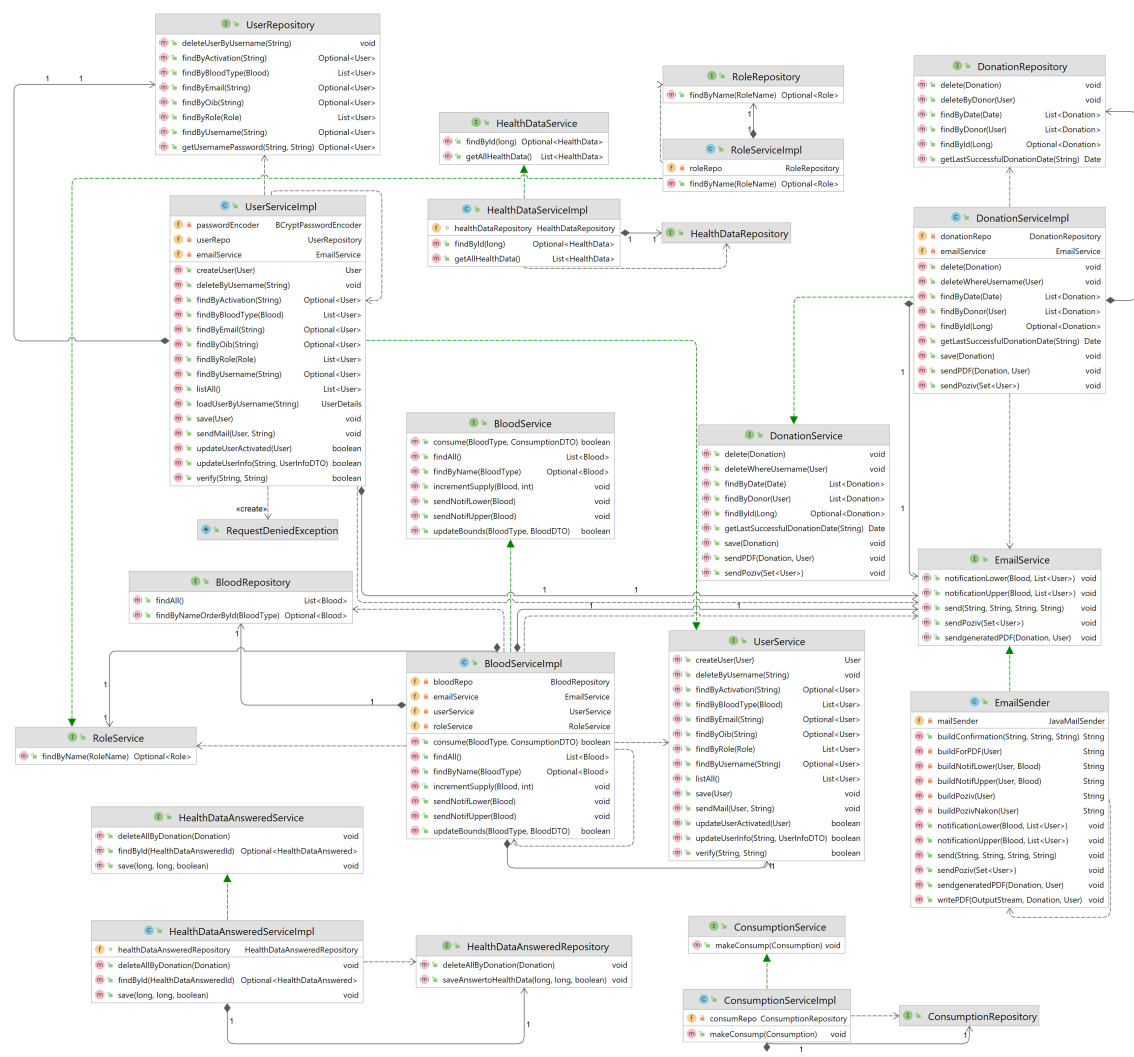 UserRepository
deleteUserByUsername(String) void
findByActivation(String) Optional<User>
findByBloodType(Blood) List<User>
findByEmail(String) Optional<User>
findByOib(String) Optional<User>
findByRole(Role) List<User>
findByUsername(String) Optional<User>
getUsernamePassword(String, String) Optional<User>
1 1
RoleRepository
findByName(RoleName) Optional<Role>
1
1
RoleServiceImpl
roleRepo RoleRepository
findByName(RoleName) Optional<Role>
DonationRepository
delete(Donation) void
deleteByDonor(User) void
findByDate(Date) List<Donation>
findByDonor(User) List<Donation>
findById(Long) Optional<Donation>
getLastSuccessfulDonationDate(String) Date
HealthDataService
findById(long) Optional<HealthData>
getAllHealthData() List<HealthData>
HealthDataServiceImpl
healthDataRepository HealthDataRepository
findById(long) Optional<HealthData>
getAllHealthData() List<HealthData>
1 1
HealthDataRepository
UserServiceImpl
passwordEncoder BCryptPasswordEncoder
userRepo UserRepository
emailService EmailService
createUser(User) User
deleteByUsername(String) void
findByActivation(String) Optional<User>
findByBloodType(Blood) List<User>
findByEmail(String) Optional<User>
findByOib(String) Optional<User>
findByRole(Role) List<User>
findByUsername(String) Optional<User>
listAll() List<User>
loadUserByUsername(String) UserDetails
save(User) void
sendMail(User, String) void
updateUserActivated(User) boolean
updateUserInfo(String, UserInfoDTO) boolean
verify(String, String) boolean
«create»
RequestDeniedException
DonationServiceImpl
donationRepo DonationRepository
emailService EmailService
delete(Donation) void
deleteWhereUsername(User) void
findByDate(Date) List<Donation>
findByDonor(User) List<Donation>
findById(Long) Optional<Donation>
getLastSuccessfulDonationDate(String) Date
save(Donation) void
sendPDF(Donation, User) void
sendPoziv(Set<User>) void
1
1
BloodService
consume(BloodType, ConsumptionDTO) boolean
findAll() List<Blood>
findByName(BloodType) Optional<Blood>
incrementSupply(Blood, int) void
sendNotifLower(Blood) void
sendNotifUpper(Blood) void
updateBounds(BloodType, BloodDTO) boolean
DonationService
delete(Donation) void
deleteWhereUsername(User) void
findByDate(Date) List<Donation>
findByDonor(User) List<Donation>
findById(Long) Optional<Donation>
getLastSuccessfulDonationDate(String) Date
save(Donation) void
sendPDF(Donation, User) void
sendPoziv(Set<User>) void
EmailService
notificationLower(Blood, List<User>) void
notificationUpper(Blood, List<User>) void
send(String, String, String, String) void
sendPoziv(Set<User>) void
sendgeneratedPDF(Donation, User) void
BloodRepository
findAll() List<Blood>
findByNameOrderById(BloodType) Optional<Blood>
1 1
1 1
1
1
1
1
BloodServiceImpl
bloodRepo BloodRepository
emailService EmailService
userService UserService
roleService RoleService
consume(BloodType, ConsumptionDTO) boolean
findAll() List<Blood>
findByName(BloodType) Optional<Blood>
incrementSupply(Blood, int) void
sendNotifLower(Blood) void
sendNotifUpper(Blood) void
updateBounds(BloodType, BloodDTO) boolean
UserService
createUser(User) User
deleteByUsername(String) void
findByActivation(String) Optional<User>
findByBloodType(Blood) List<User>
findByEmail(String) Optional<User>
findByOib(String) Optional<User>
findByRole(Role) List<User>
findByUsername(String) Optional<User>
listAll() List<User>
save(User) void
sendMail(User, String) void
updateUserActivated(User) boolean
updateUserInfo(String, UserInfoDTO) boolean
verify(String, String) boolean
11
EmailSender
mailSender JavaMailSender
buildConfirmation(String, String, String) String
buildForPDF(User) String
buildNotifLower(User, Blood) String
buildNotifUpper(User, Blood) String
buildPoziv(User) String
buildPozivNakon(User) String
notificationLower(Blood, List<User>) void
notificationUpper(Blood, List<User>) void
send(String, String, String, String) void
sendPoziv(Set<User>) void
sendgeneratedPDF(Donation, User) void
writePDF(OutputStream, Donation, User) void
RoleService
findByName(RoleName) Optional<Role>
HealthDataAnsweredService
deleteAllByDonation(Donation) void
findById(HealthDataAnsweredId) Optional<HealthDataAnswered>
save(long, long, boolean) void
HealthDataAnsweredServiceImpl
healthDataAnsweredRepository HealthDataAnsweredRepository
deleteAllByDonation(Donation) void
findById(HealthDataAnsweredId) Optional<HealthDataAnswered>
save(long, long, boolean) void
1 1
HealthDataAnsweredRepository
deleteAllByDonation(Donation) void
saveAnswertoHealthData(long, long, boolean) void
ConsumptionService
makeConsump(Consumption) void
ConsumptionServiceImpl
consumRepo ConsumptionRepository
makeConsump(Consumption) void
ConsumptionRepository
1 1